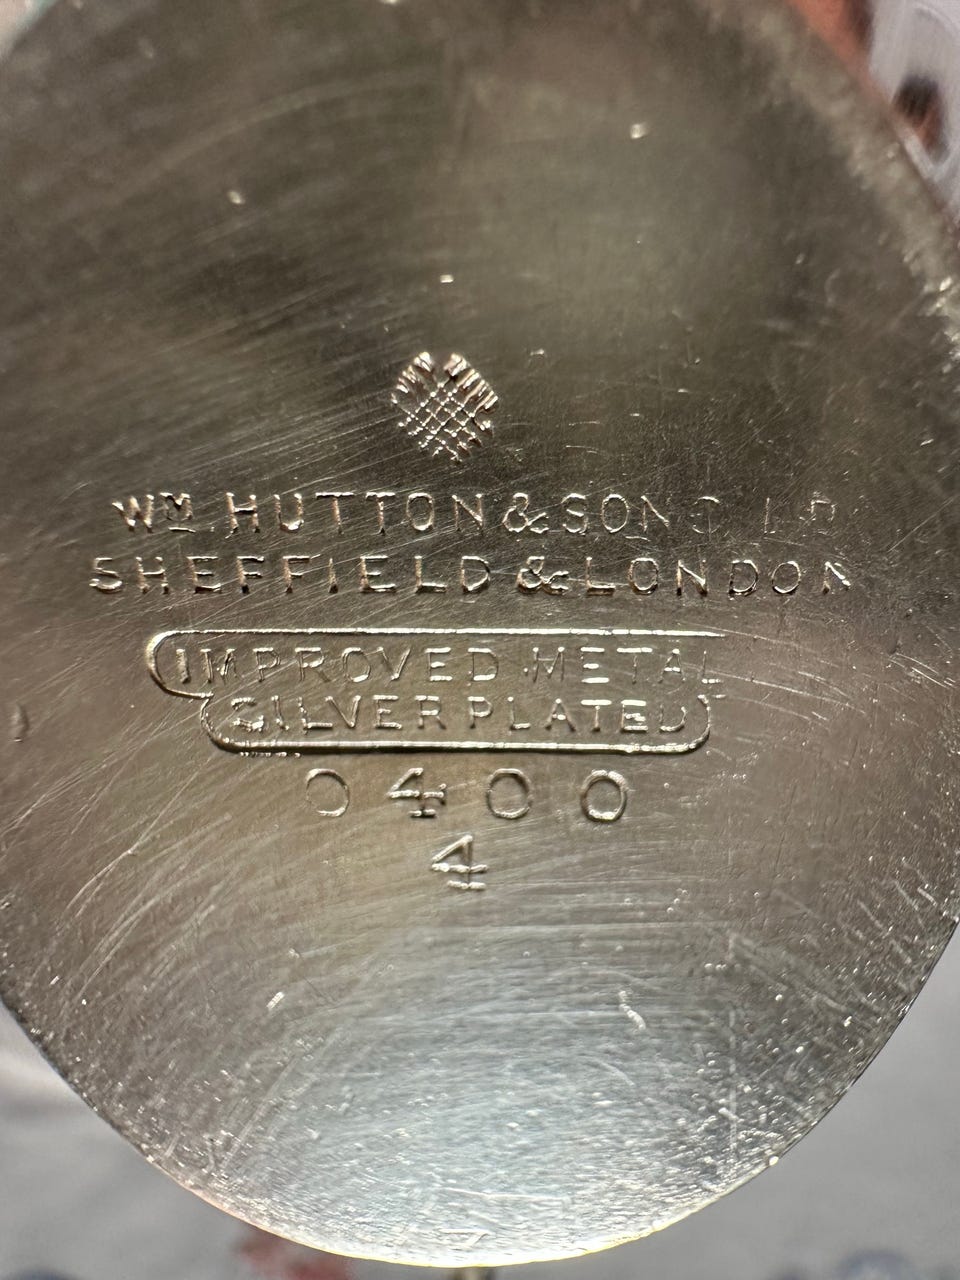 WM. HUTTON & SONS LD
SHEFFIELD & LONDON
IMPROVED METAL
SILVER PLATED
0400
4